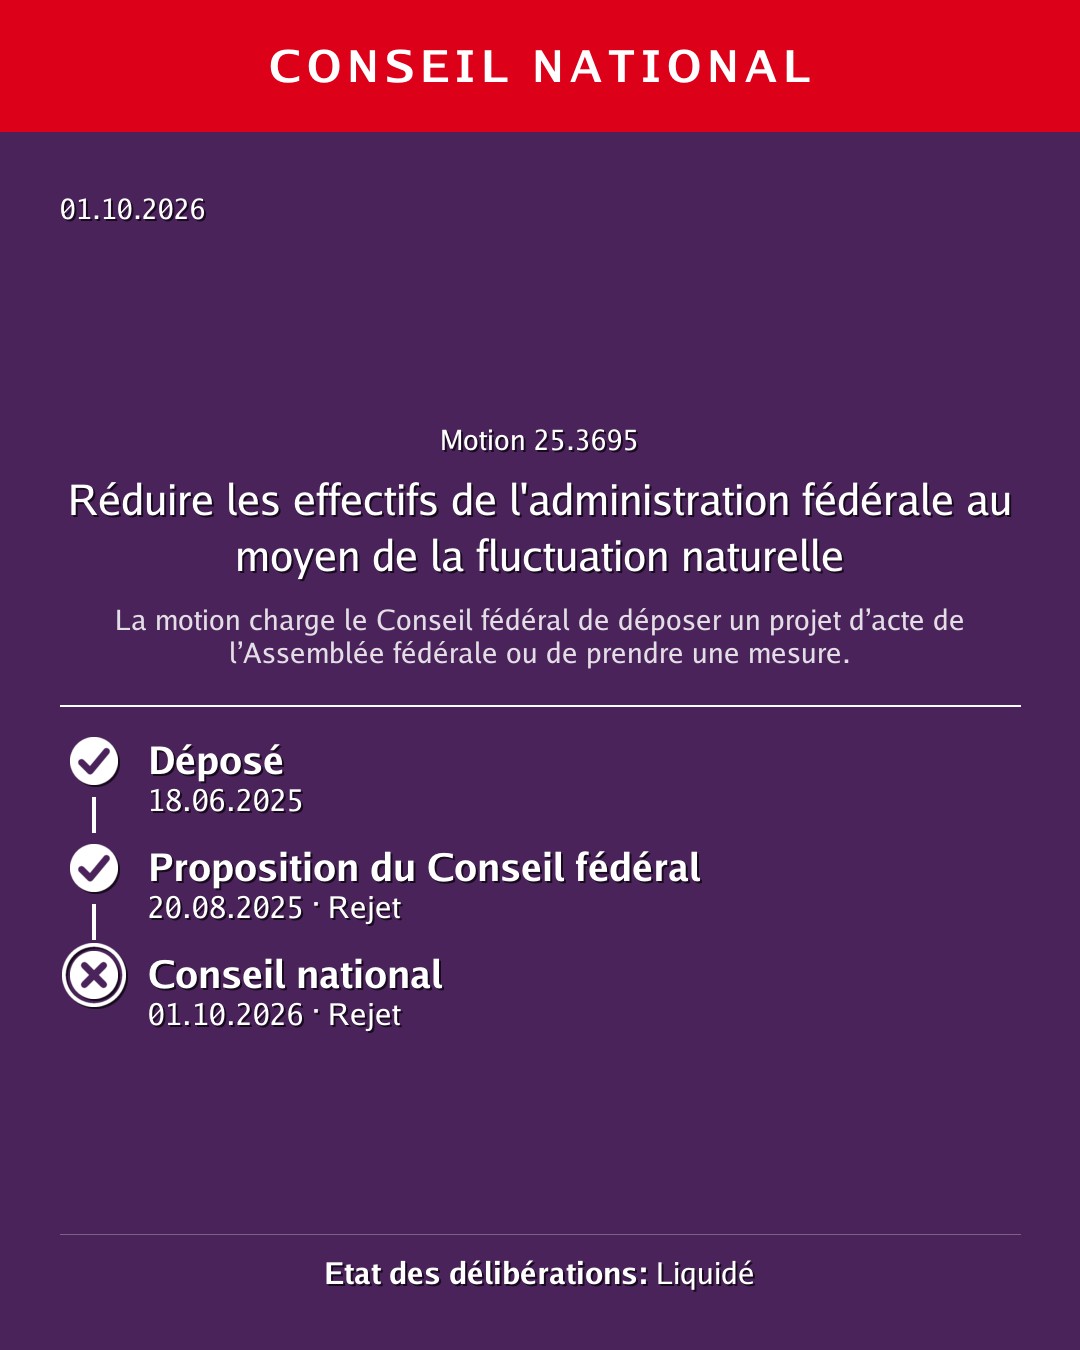 CONSEIL NATIONAL
01.10.2026
Motion 25.3695
Réduire les effectifs de l'administration fédérale au
moyen de la fluctuation naturelle
La motion charge le Conseil fédéral de déposer un projet d’acte de
l’Assemblée fédérale ou de prendre une mesure.
Déposé
18.06.2025
Proposition du Conseil fédéral
20.08.2025 · Rejet
Conseil national
01.10.2026 · Rejet
Etat des délibérations: Liquidé